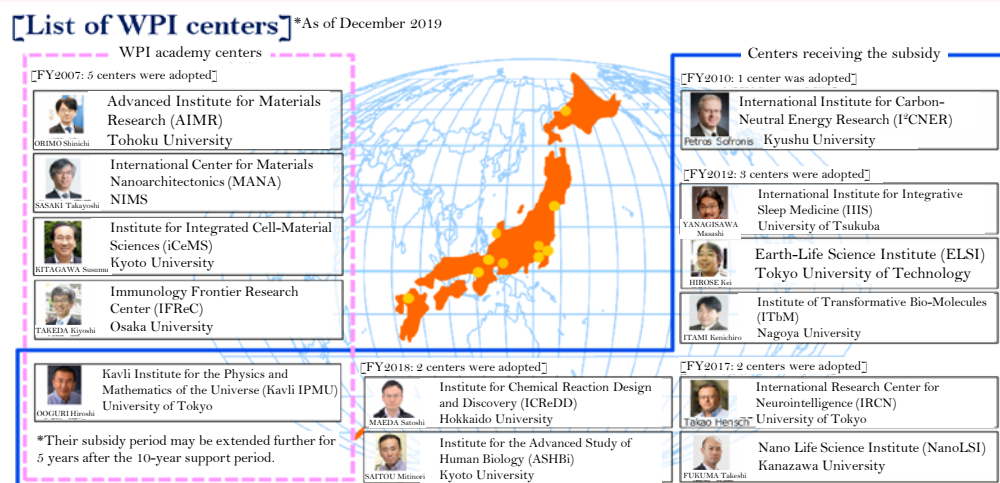 [List of WPI centers]*As of December 2019
WPI academy centers
[FY2007: 5 centers were adopted]
ORIMO Shinichi
Advanced Institute for Materials
Research (AIMR)
Tohoku University
SASAKI Takayoshi
International Center for Materials
Nanoarchitectonics (MANA)
NIMS
KITAGAWA Susumu
Institute for Integrated Cell-Material
Sciences (iCeMS)
Kyoto University
TAKEDA Kiyoshi
Immunology Frontier Research
Center (IFReC)
Osaka University
OOGURI Hiroshi
Kavli Institute for the Physics and
Mathematics of the Universe (Kavli IPMU)
University of Tokyo
*Their subsidy period may be extended further for
5 years after the 10-year support period.
Centers receiving the subsidy
[FY2010: 1 center was adopted]
Petros Sofronis
International Institute for Carbon-
Neutral Energy Research (I²CNER)
Kyushu University
[FY2012: 3 centers were adopted]
YANAGISAWA
Masashi
International Institute for Integrative
Sleep Medicine (IIIS)
University of Tsukuba
HIROSE Kei
Earth-Life Science Institute (ELSI)
Tokyo University of Technology
ITAMI Kenichiro
Institute of Transformative Bio-Molecules
(ITbM)
Nagoya University
[FY2018: 2 centers were adopted]
MAEDA Satoshi
Institute for Chemical Reaction Design
and Discovery (ICReDD)
Hokkaido University
SAITOU Mitinori
Institute for the Advanced Study of
Human Biology (ASHBi)
Kyoto University
[FY2017: 2 centers were adopted]
Takao Hensch
International Research Center for
Neurointelligence (IRCN)
University of Tokyo
FUKUMA Takeshi
Nano Life Science Institute (NanoLSI)
Kanazawa University